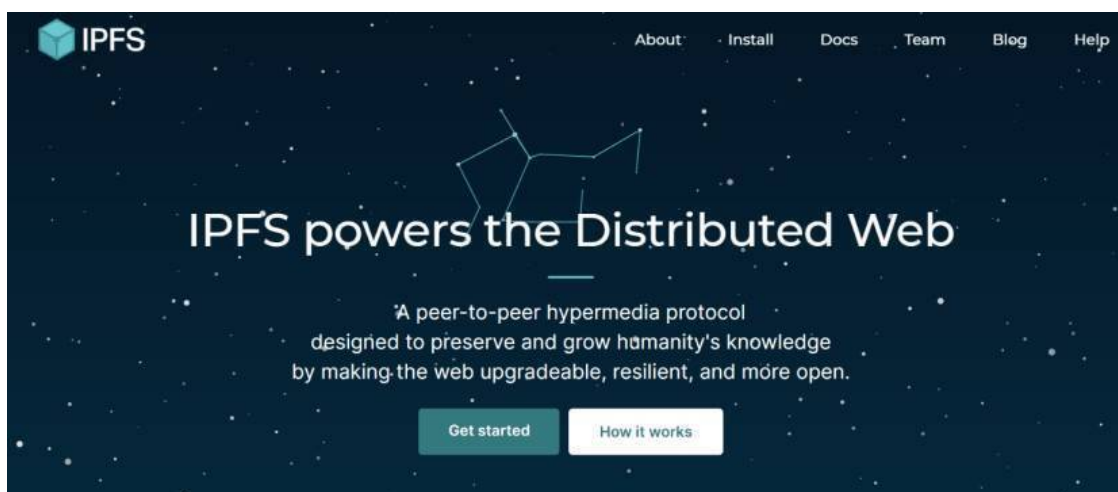 IPFS
About Install Docs Team Blog Help
IPFS powers the Distributed Web
A peer-to-peer hypermedia protocol
designed to preserve and grow humanity's knowledge
by making the web upgradeable, resilient, and more open.
Get started How it works